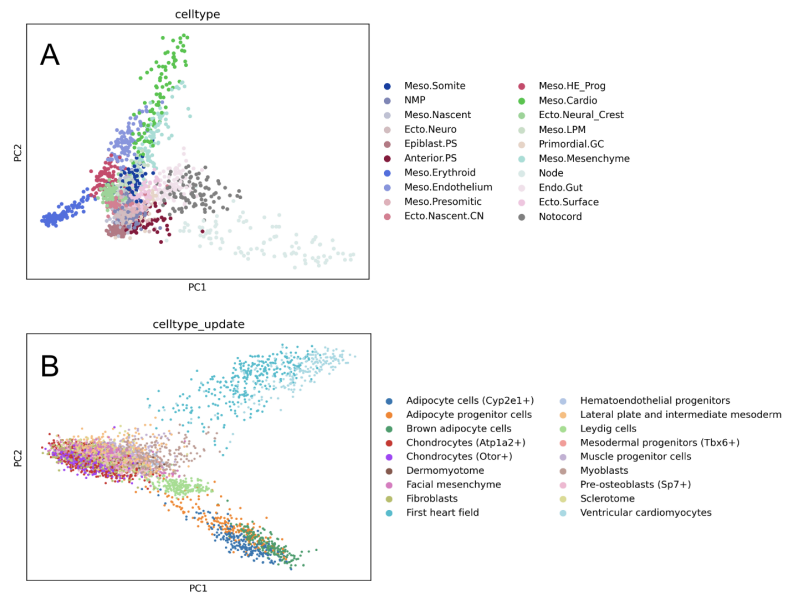 celltype
A
PC2
PC1
Meso.Somite
NMP
Meso.Nascent
Ecto.Neuro
Epiblast.PS
Anterior.PS
Meso.Erythroid
Meso.Endothelium
Meso.Presomitic
Ecto.Nascent.CN
Meso.HE_Prog
Meso.Cardio
Ecto.Neural_Crest
Meso.LPM
Primordial.GC
Meso.Mesenchyme
Node
Endo.Gut
Ecto.Surface
Notocord
celltype_update
B
PC2
PC1
Adipocyte cells (Cyp2e1+)
Adipocyte progenitor cells
Brown adipocyte cells
Chondrocytes (Atp1a2+)
Chondrocytes (Otor+)
Dermomyotome
Facial mesenchyme
Fibroblasts
First heart field
Hematoendothelial progenitors
Lateral plate and intermediate mesoderm
Leydig cells
Mesodermal progenitors (Tbx6+)
Muscle progenitor cells
Myoblasts
Pre-osteoblasts (Sp7+)
Sclerotome
Ventricular cardiomyocytes